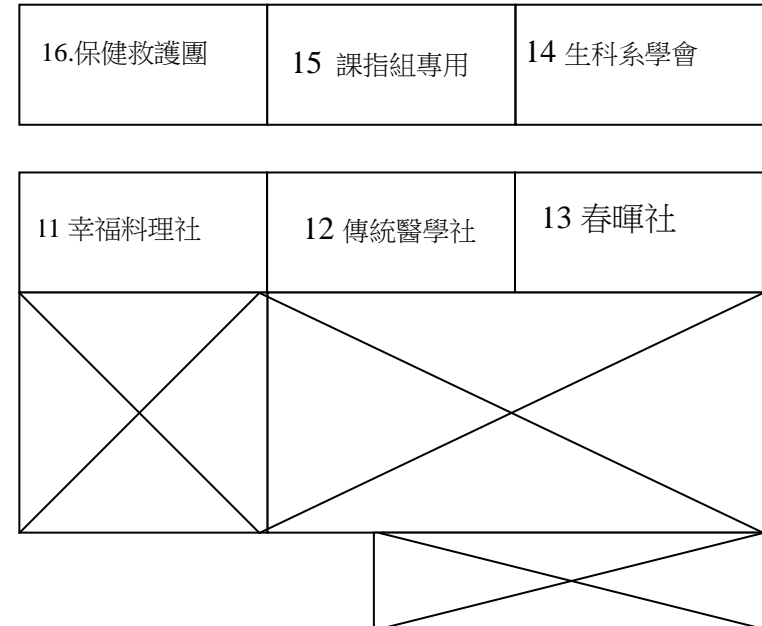 16.保健救護團
15 課指組專用
14 生科系學會
11 幸福料理社
12 傳統醫學社
13 春暉社